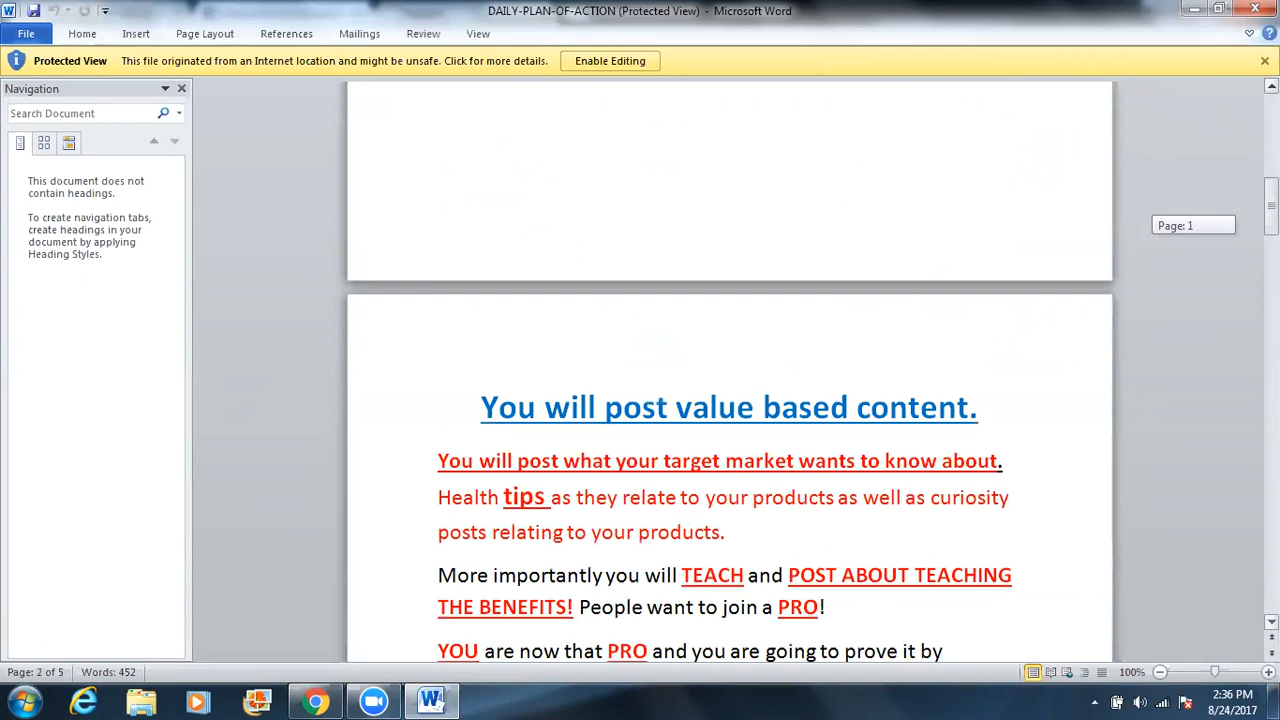 DAILY-PLAN-OF-ACTION (Protected View) - Microsoft Word
File Home Insert Page Layout References Mailings Review View
Protected View This file originated from an Internet location and might be unsafe. Click for more details. Enable Editing
Navigation
Search Document
This document does not
contain headings.
To create navigation tabs,
create headings in your
document by applying
Heading Styles.
Page: 1
You will post value based content.
You will post what your target market wants to know about.
Health tips as they relate to your products as well as curiosity
posts relating to your products.
More importantly you will TEACH and POST ABOUT TEACHING
THE BENEFITS! People want to join a PRO!
YOU are now that PRO and you are going to prove it by
Page: 2 of 5 Words: 452 100%
2:36 PM
8/24/2017